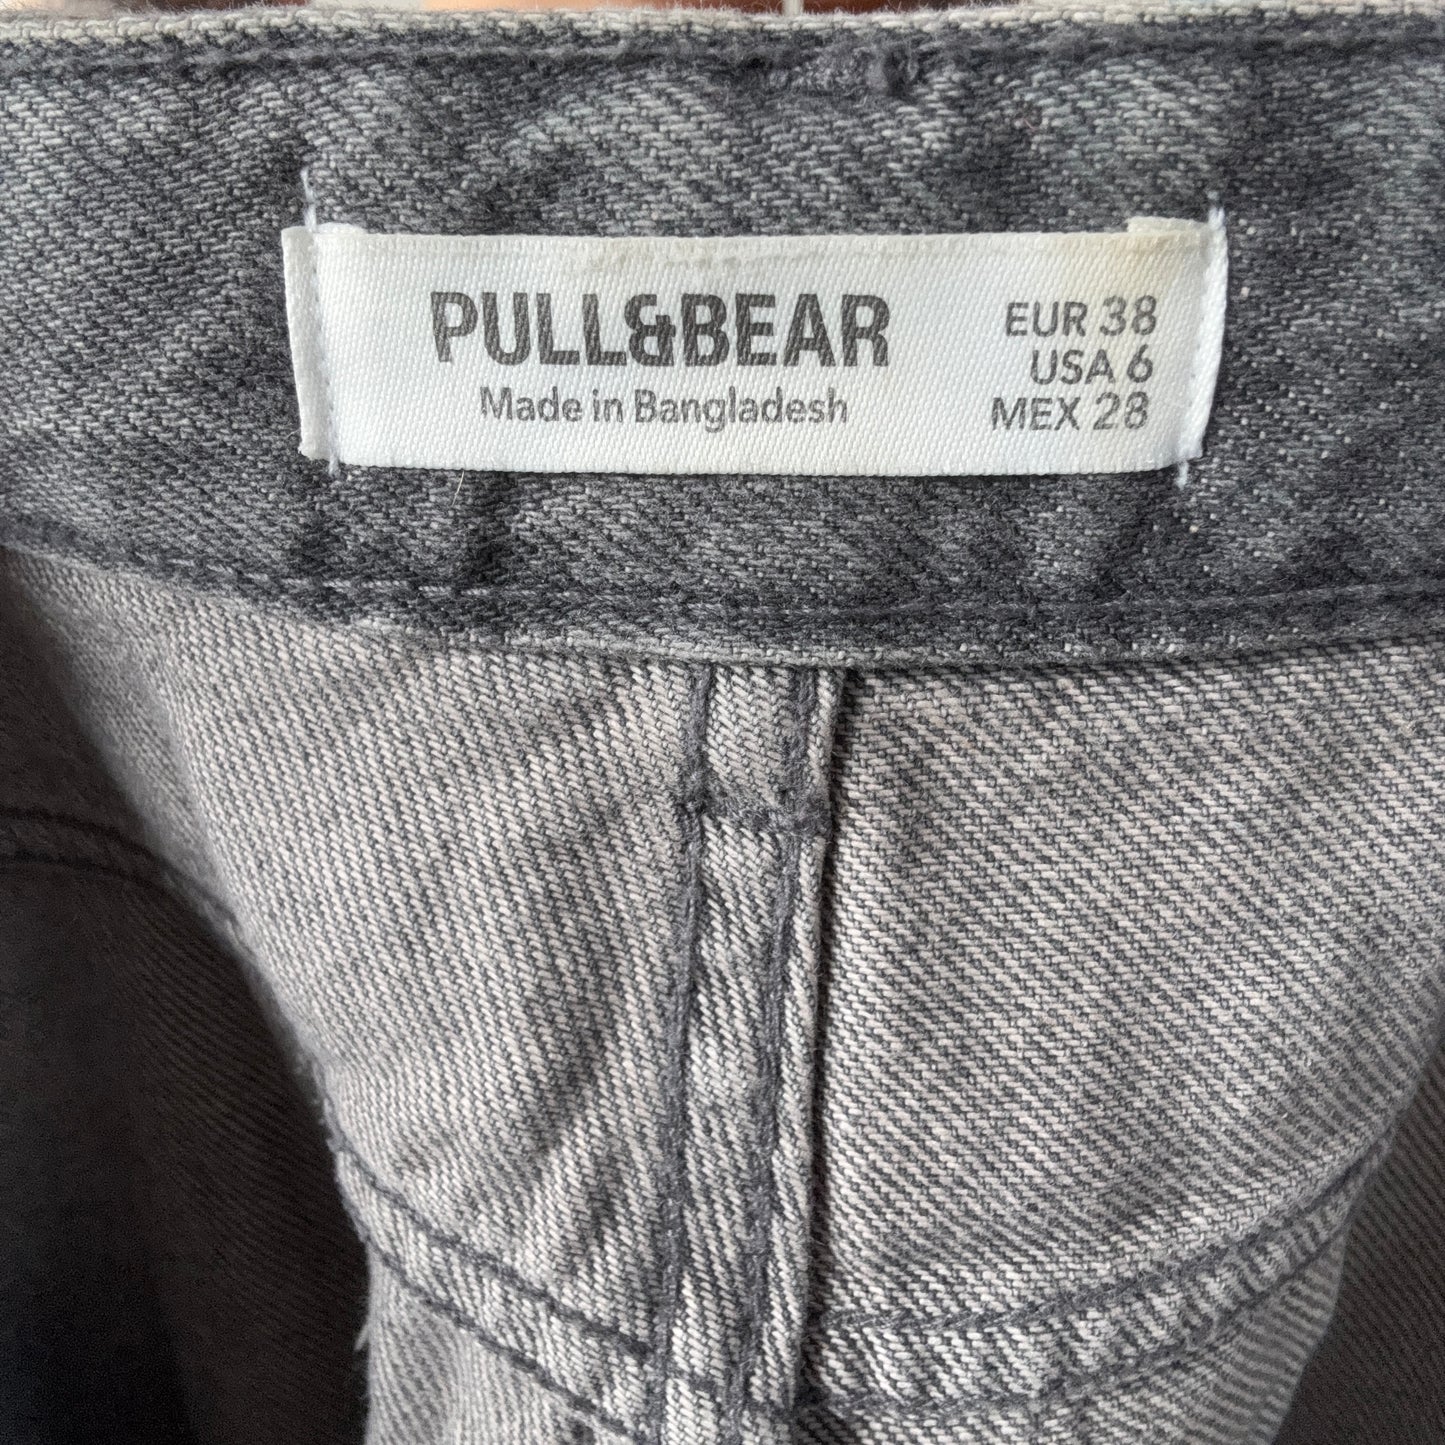 PULL&BEAR
Made in Bangladesh
EUR 38
USA 6
MEX 28